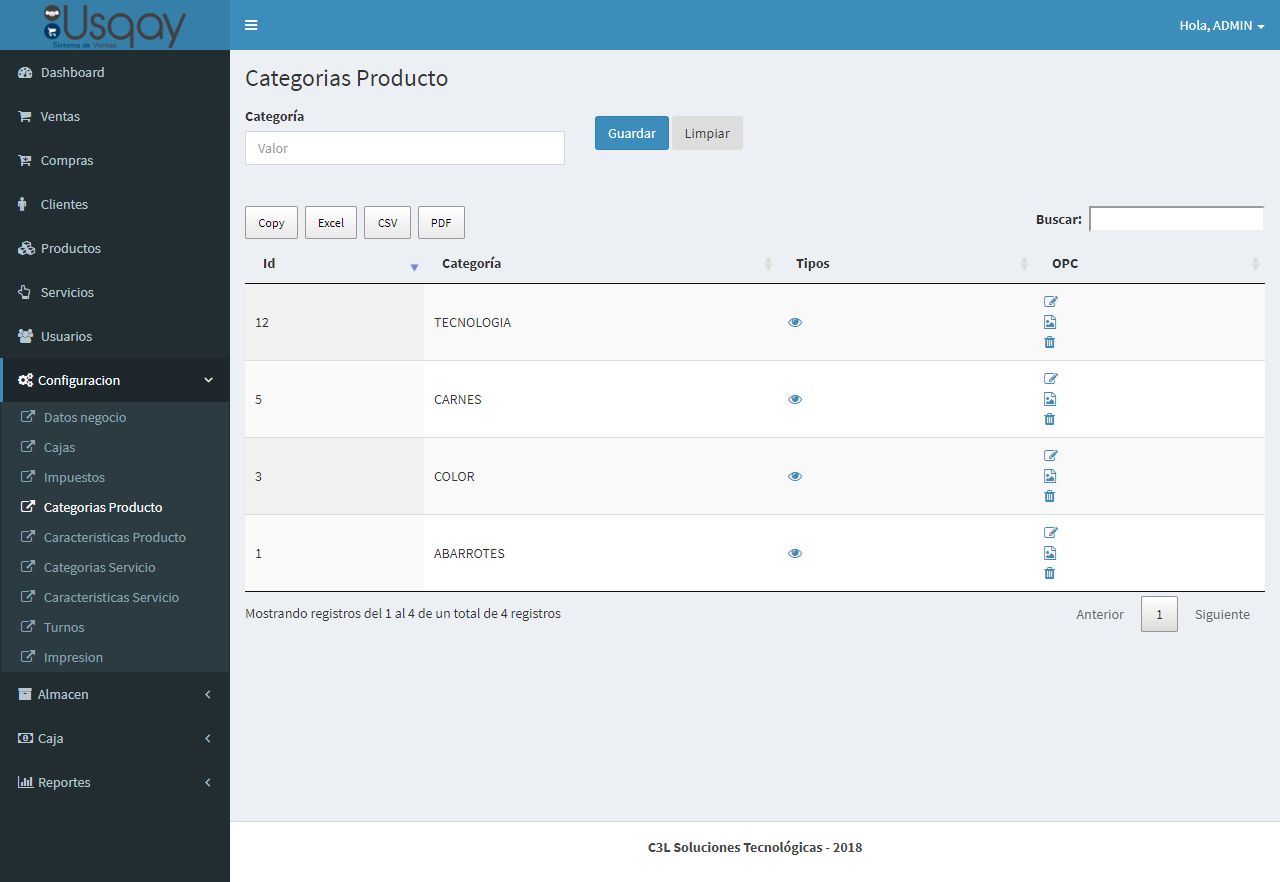 Usqay
Sistema de Ventas
Hola, ADMIN
Dashboard
Ventas
Compras
Clientes
Productos
Servicios
Usuarios
Configuracion
Datos negocio
Cajas
Impuestos
Categorias Producto
Caracteristicas Producto
Categorias Servicio
Caracteristicas Servicio
Turnos
Impresion
Almacen
Caja
Reportes
Categorias Producto
Categoría
Valor
Guardar Limpiar
Copy Excel CSV PDF
Buscar:
Id Categoría Tipos OPC
12 TECNOLOGIA
5 CARNES
3 COLOR
1 ABARROTES
Mostrando registros del 1 al 4 de un total de 4 registros
Anterior 1 Siguiente
C3L Soluciones Tecnológicas - 2018